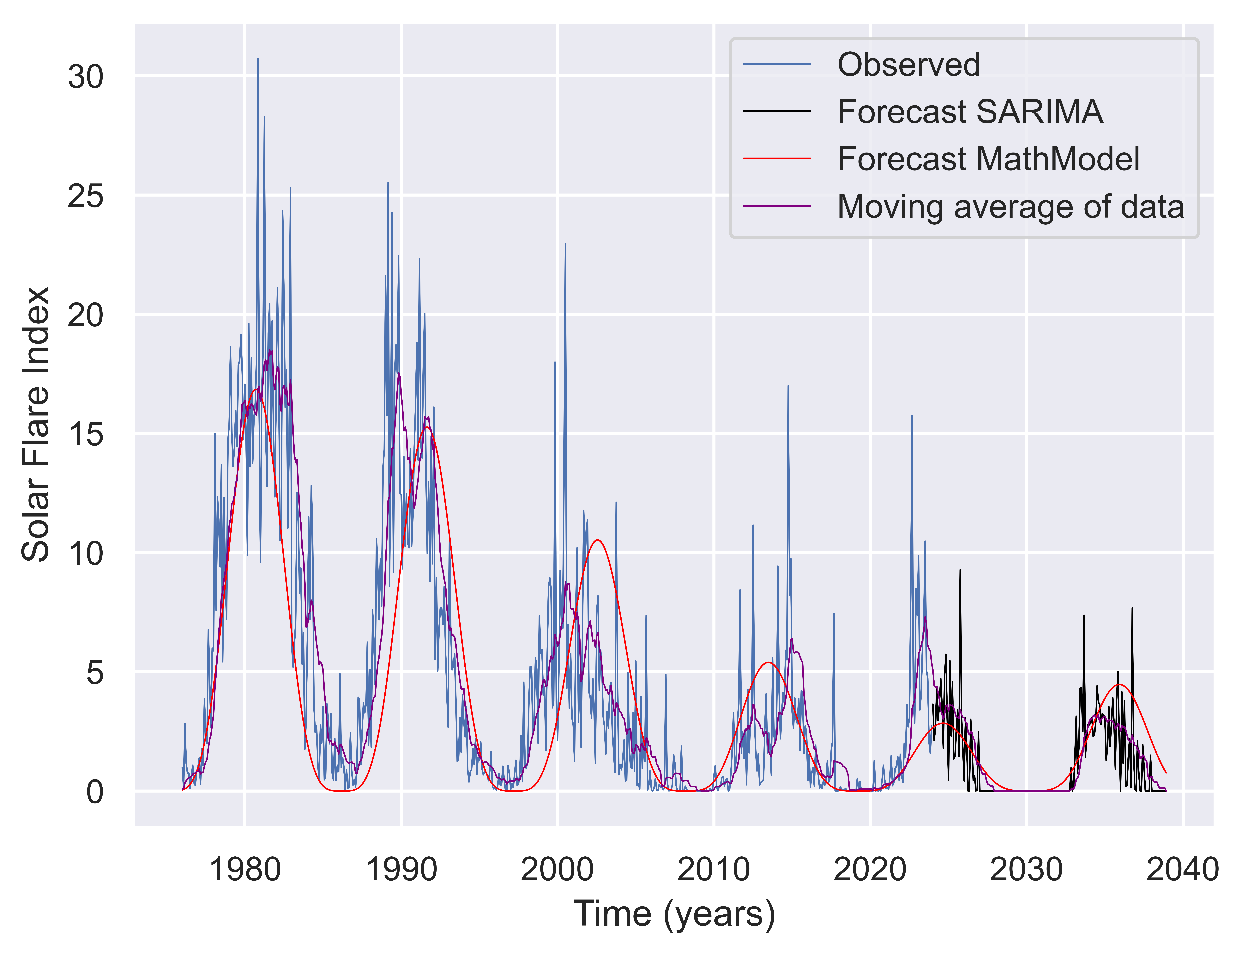 Observed
Forecast SARIMA
Forecast MathModel
Moving average of data
Solar Flare Index
30
25
20
15
10
5
0
1980 1990 2000 2010 2020 2030 2040
Time (years)